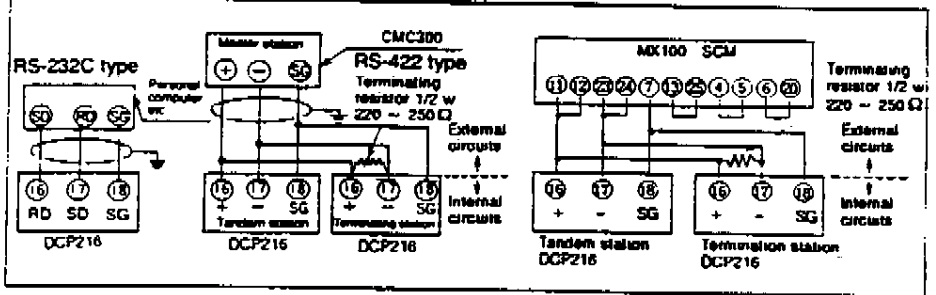 RS-232C type
Personal
computer
etc
SD RD SG
16 17 18
RD SD SG
DCP216
Master station
CMC300
+ − SG
RS-422 type
Terminating
resistor 1/2 w
220 ~ 250 Ω
External
circuits
Internal
circuits
16 17 18
+ − SG
Tandem station
DCP216
16 17 18
+ − SG
Terminating station
DCP216
MX100 SCM
11 12 23 24 7 13 25 4 5 6 20
Terminating
resistor 1/2 w
220 ~ 250 Ω
External
circuits
Internal
circuits
16 17 18
+ − SG
Tandem station
DCP216
16 17 18
+ − SG
Termination station
DCP216